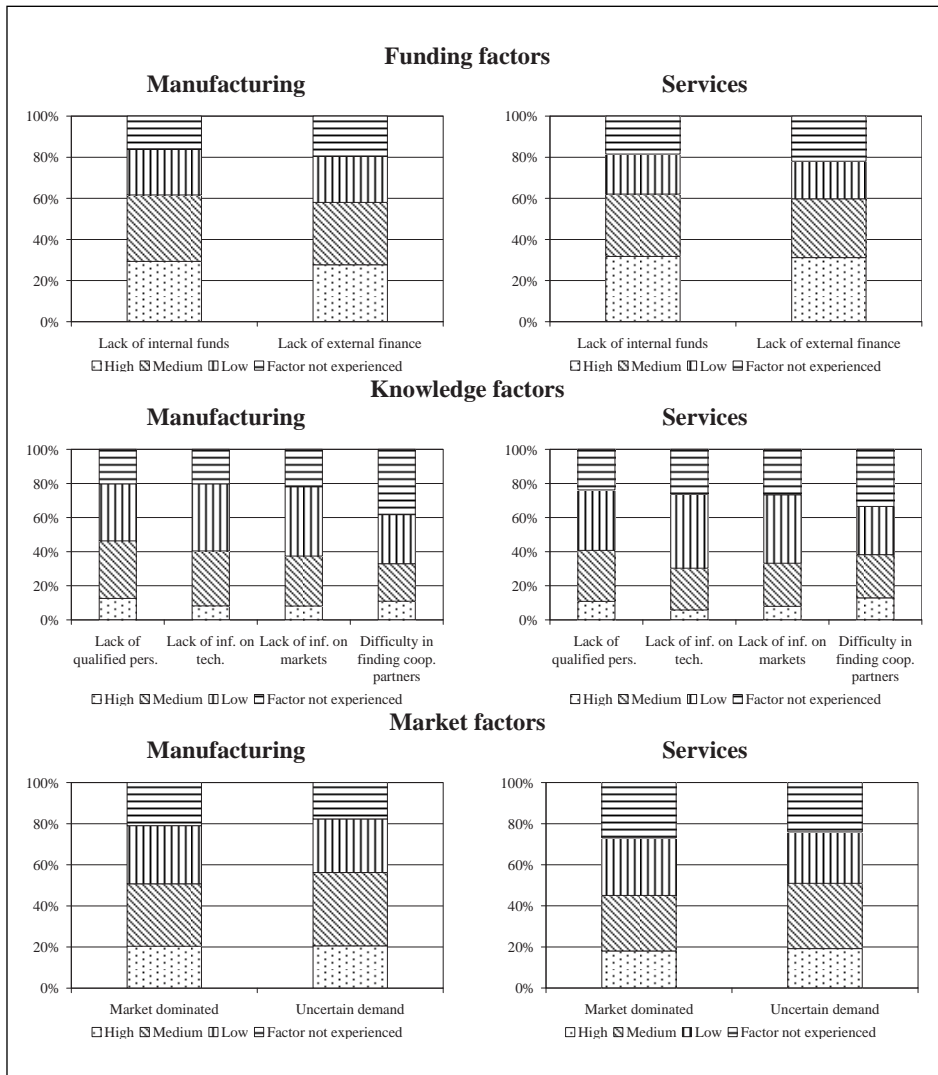 Funding factors
Manufacturing
100%
80%
60%
40%
20%
0%
Lack of internal funds
Lack of external finance
High Medium Low Factor not experienced
Services
100%
80%
60%
40%
20%
0%
Lack of internal funds
Lack of external finance
High Medium Low Factor not experienced
Knowledge factors
Manufacturing
100%
80%
60%
40%
20%
0%
Lack of
qualified pers.
Lack of inf. on
tech.
Lack of inf. on
markets
Difficulty in
finding coop.
partners
High Medium Low Factor not experienced
Services
100%
80%
60%
40%
20%
0%
Lack of
qualified pers.
Lack of inf. on
tech.
Lack of inf. on
markets
Difficulty in
finding coop.
partners
High Medium Low Factor not experienced
Market factors
Manufacturing
100%
80%
60%
40%
20%
0%
Market dominated
Uncertain demand
High Medium Low Factor not experienced
Services
100%
80%
60%
40%
20%
0%
Market dominated
Uncertain demand
High Medium Low Factor not experienced